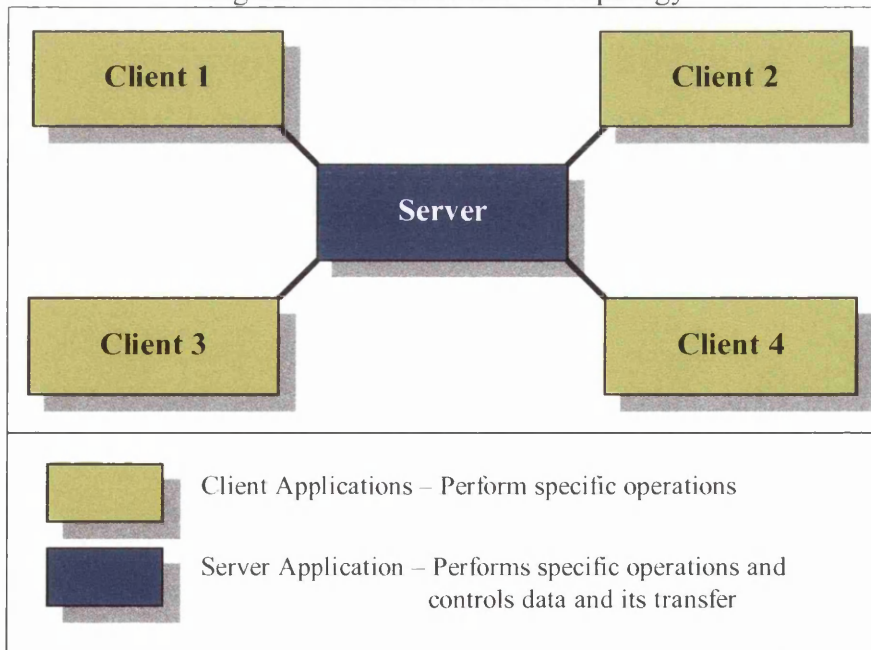 Client 1
Client 2
Server
Client 3
Client 4
Client Applications – Perform specific operations
Server Application – Performs specific operations and
controls data and its transfer